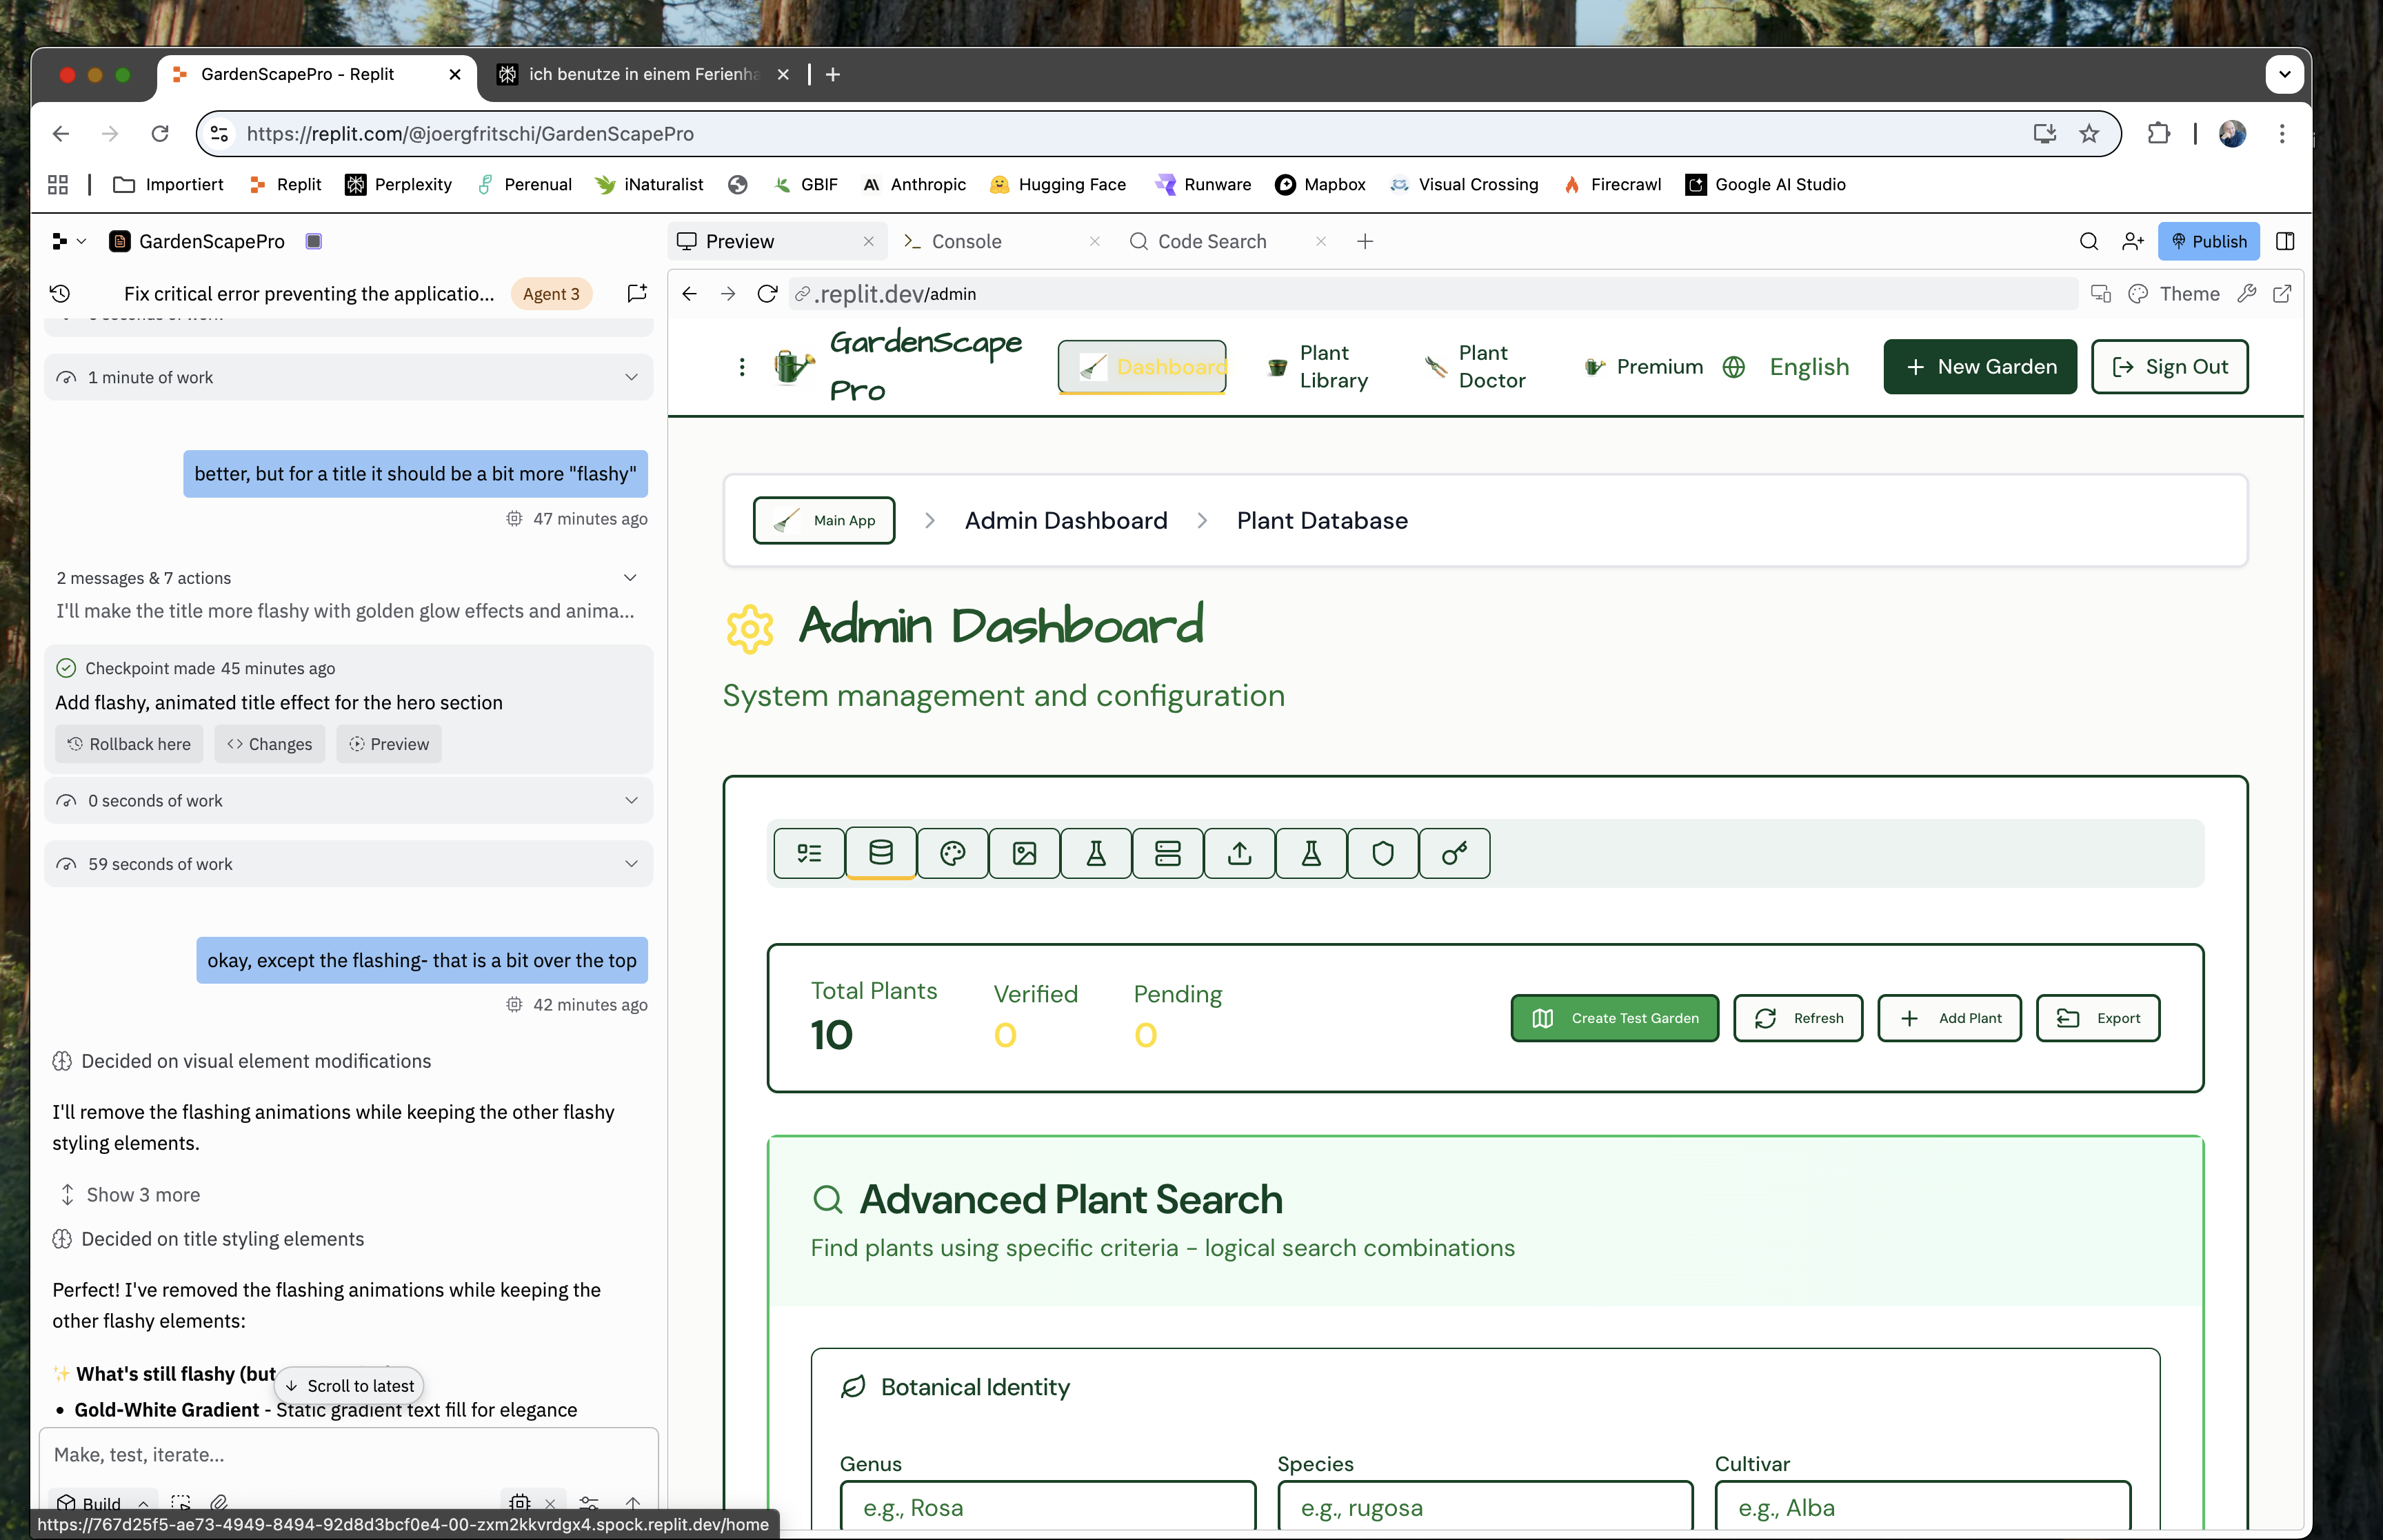 GardenScapePro - Replit
ich benutze in einem Ferienha
https://replit.com/@joergfritschi/GardenScapePro
Importiert
Replit
Perplexity
Perenual
iNaturalist
GBIF
Anthropic
Hugging Face
Runware
Mapbox
Visual Crossing
Firecrawl
Google AI Studio
GardenScapePro
Fix critical error preventing the applicatio...
Agent 3
1 minute of work
better, but for a title it should be a bit more "flashy"
47 minutes ago
2 messages & 7 actions
I'll make the title more flashy with golden glow effects and anima...
Checkpoint made 45 minutes ago
Add flashy, animated title effect for the hero section
Rollback here
Changes
Preview
0 seconds of work
59 seconds of work
okay, except the flashing- that is a bit over the top
42 minutes ago
Decided on visual element modifications
I'll remove the flashing animations while keeping the other flashy
styling elements.
Show 3 more
Decided on title styling elements
Perfect! I've removed the flashing animations while keeping the
other flashy elements:
✨ What's still flashy (but
Scroll to latest
• Gold-White Gradient - Static gradient text fill for elegance
Make, test, iterate...
Build
https://767d25f5-ae73-4949-8494-92d8d3bcf0e4-00-zxm2kkvrdgx4.spock.replit.dev/home
Preview
Console
Code Search
Publish
.replit.dev/admin
Theme
GardenScape
Pro
Dashboard
Plant
Library
Plant
Doctor
Premium
English
New Garden
Sign Out
Main App
Admin Dashboard
Plant Database
Admin Dashboard
System management and configuration
Total Plants
10
Verified
0
Pending
0
Create Test Garden
Refresh
Add Plant
Export
Advanced Plant Search
Find plants using specific criteria - logical search combinations
Botanical Identity
Genus
Species
Cultivar
e.g., Rosa
e.g., rugosa
e.g., Alba